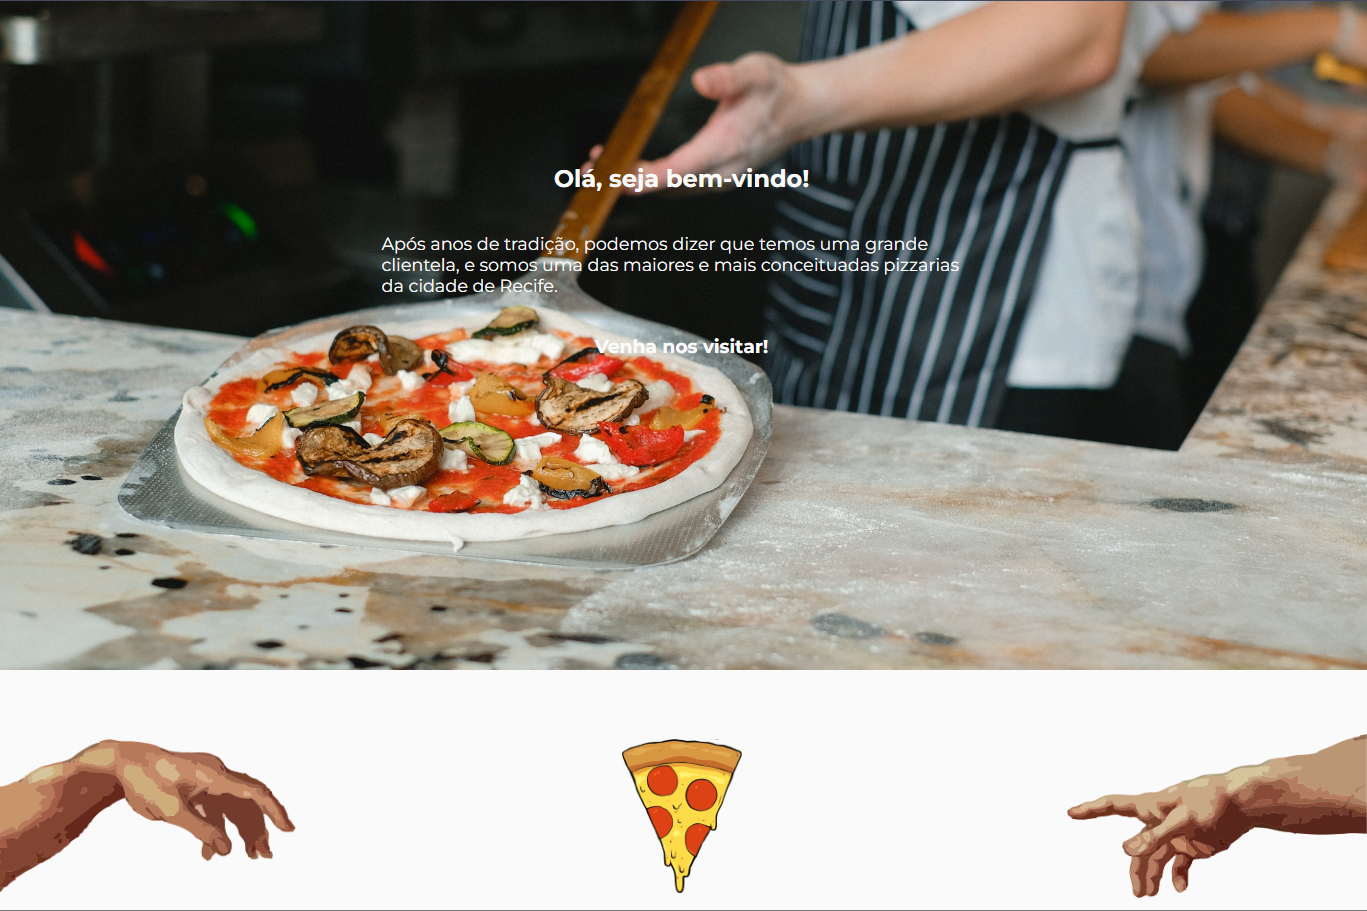 Olá, seja bem-vindo!
Após anos de tradição, podemos dizer que temos uma grande
clientela, e somos uma das maiores e mais conceituadas pizzarias
da cidade de Recife.
Venha nos visitar!